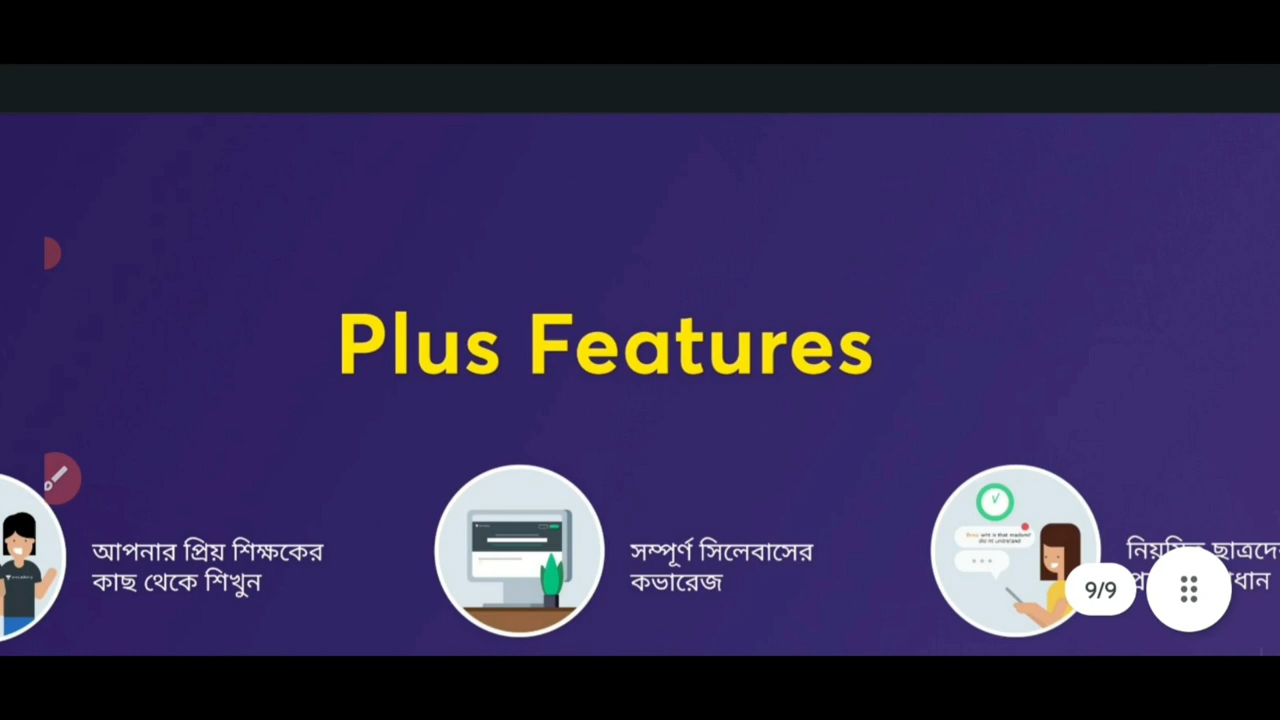 Plus Features
আপনার প্রিয় শিক্ষকের
কাছ থেকে শিখুন
সম্পূর্ণ সিলেবাসের
কভারেজ
9/9